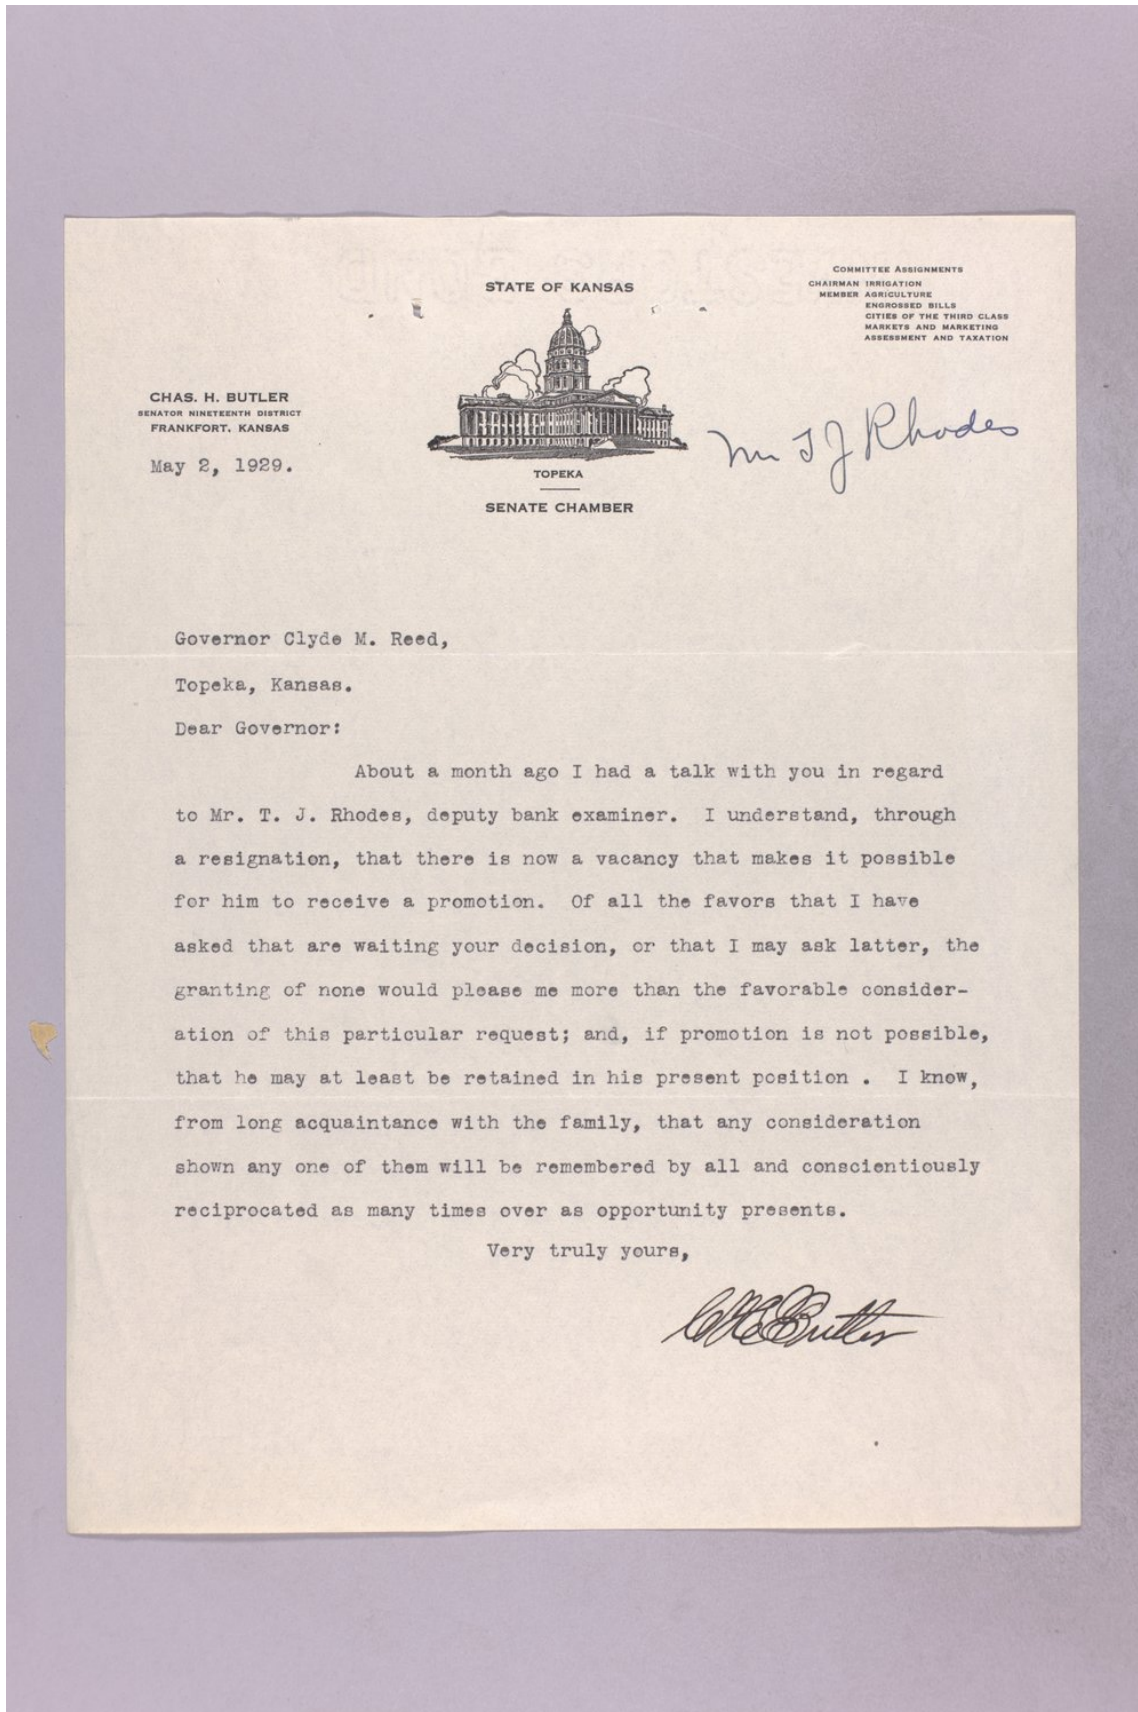 STATE OF KANSAS
COMMITTEE ASSIGNMENTS
CHAIRMAN IRRIGATION
MEMBER AGRICULTURE
ENGROSSED BILLS
CITIES OF THE THIRD CLASS
MARKETS AND MARKETING
ASSESSMENT AND TAXATION
CHAS. H. BUTLER
SENATOR NINETEENTH DISTRICT
FRANKFORT, KANSAS
May 2, 1929.
Mr T J Rhodes
TOPEKA
SENATE CHAMBER
Governor Clyde M. Reed,
Topeka, Kansas.
Dear Governor:
About a month ago I had a talk with you in regard
to Mr. T. J. Rhodes, deputy bank examiner. I understand, through
a resignation, that there is now a vacancy that makes it possible
for him to receive a promotion. Of all the favors that I have
asked that are waiting your decision, or that I may ask latter, the
granting of none would please me more than the favorable consider-
ation of this particular request; and, if promotion is not possible,
that he may at least be retained in his present position . I know,
from long acquaintance with the family, that any consideration
shown any one of them will be remembered by all and conscientiously
reciprocated as many times over as opportunity presents.
Very truly yours,
C H Butler